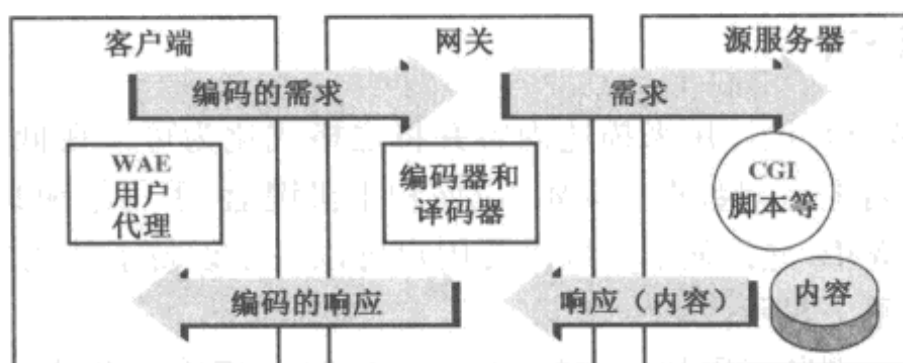 客户端
网关
源服务器
编码的需求
需求
WAE
用户
代理
编码器和
译码器
CGI
脚本等
编码的响应
响应（内容）
内容